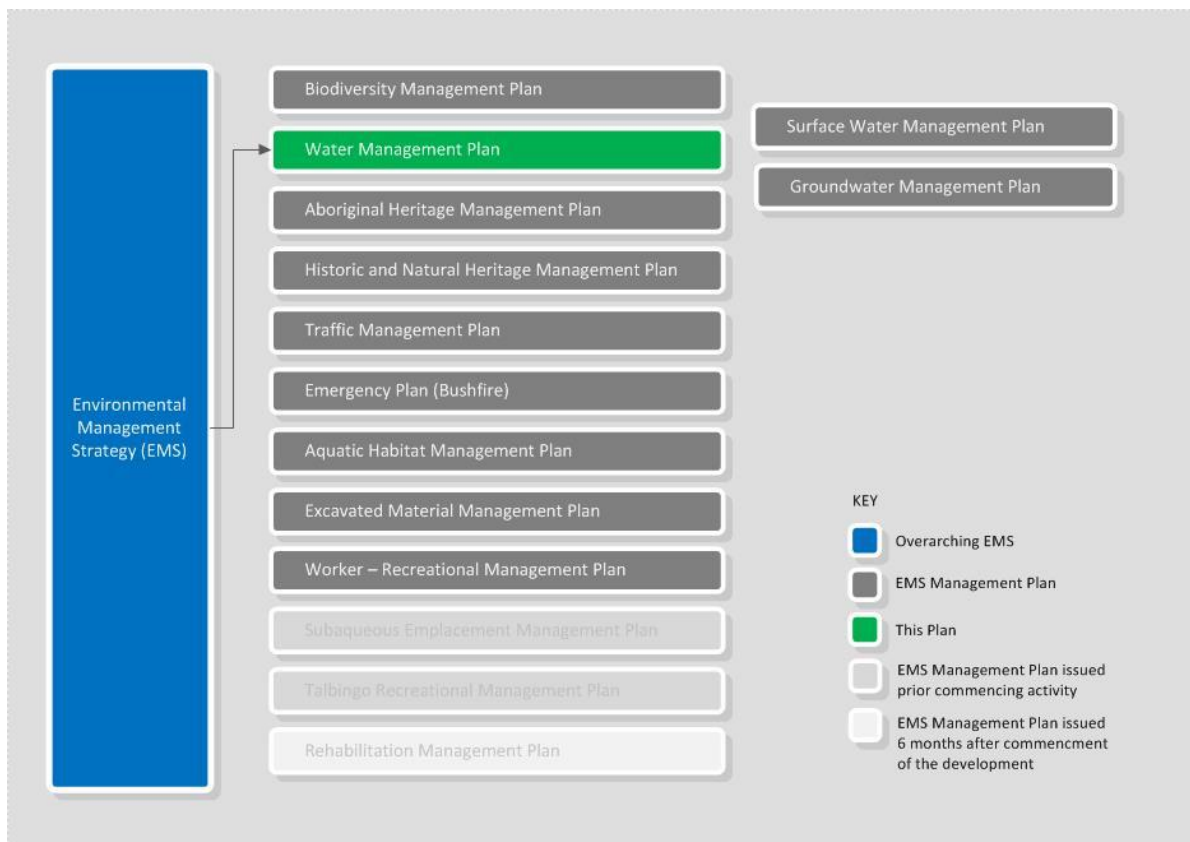 Environmental
Management
Strategy (EMS)
Biodiversity Management Plan
Water Management Plan
Aboriginal Heritage Management Plan
Historic and Natural Heritage Management Plan
Traffic Management Plan
Emergency Plan (Bushfire)
Aquatic Habitat Management Plan
Excavated Material Management Plan
Worker – Recreational Management Plan
Subaqueous Emplacement Management Plan
Talbingo Recreational Management Plan
Rehabilitation Management Plan
Surface Water Management Plan
Groundwater Management Plan
KEY
Overarching EMS
EMS Management Plan
This Plan
EMS Management Plan issued
prior commencing activity
EMS Management Plan issued
6 months after commencment
of the development